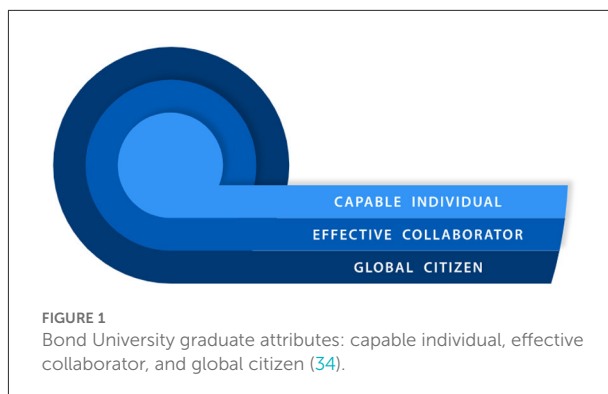 CAPABLE INDIVIDUAL
EFFECTIVE COLLABORATOR
GLOBAL CITIZEN
FIGURE 1
Bond University graduate attributes: capable individual, effective
collaborator, and global citizen (34).